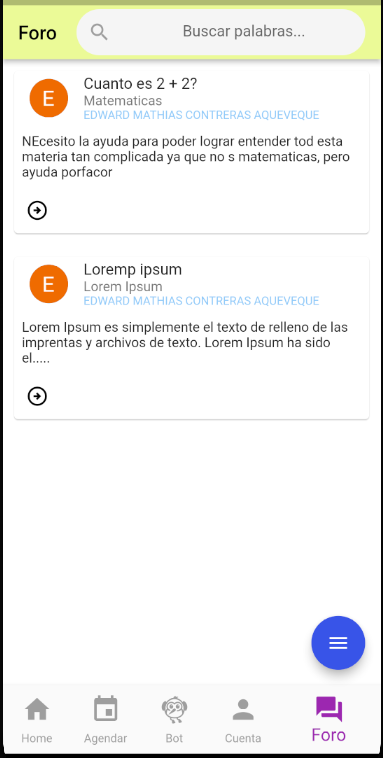 Foro
Buscar palabras...
E
Cuanto es 2 + 2?
Matematicas
EDWARD MATHIAS CONTRERAS AQUEVEQUE
NEcesito la ayuda para poder lograr entender tod esta
materia tan complicada ya que no s matematicas, pero
ayuda porfacor
E
Loremp ipsum
Lorem Ipsum
EDWARD MATHIAS CONTRERAS AQUEVEQUE
Lorem Ipsum es simplemente el texto de relleno de las
imprentas y archivos de texto. Lorem Ipsum ha sido
el.....
Home
Agendar
Bot
Cuenta
Foro